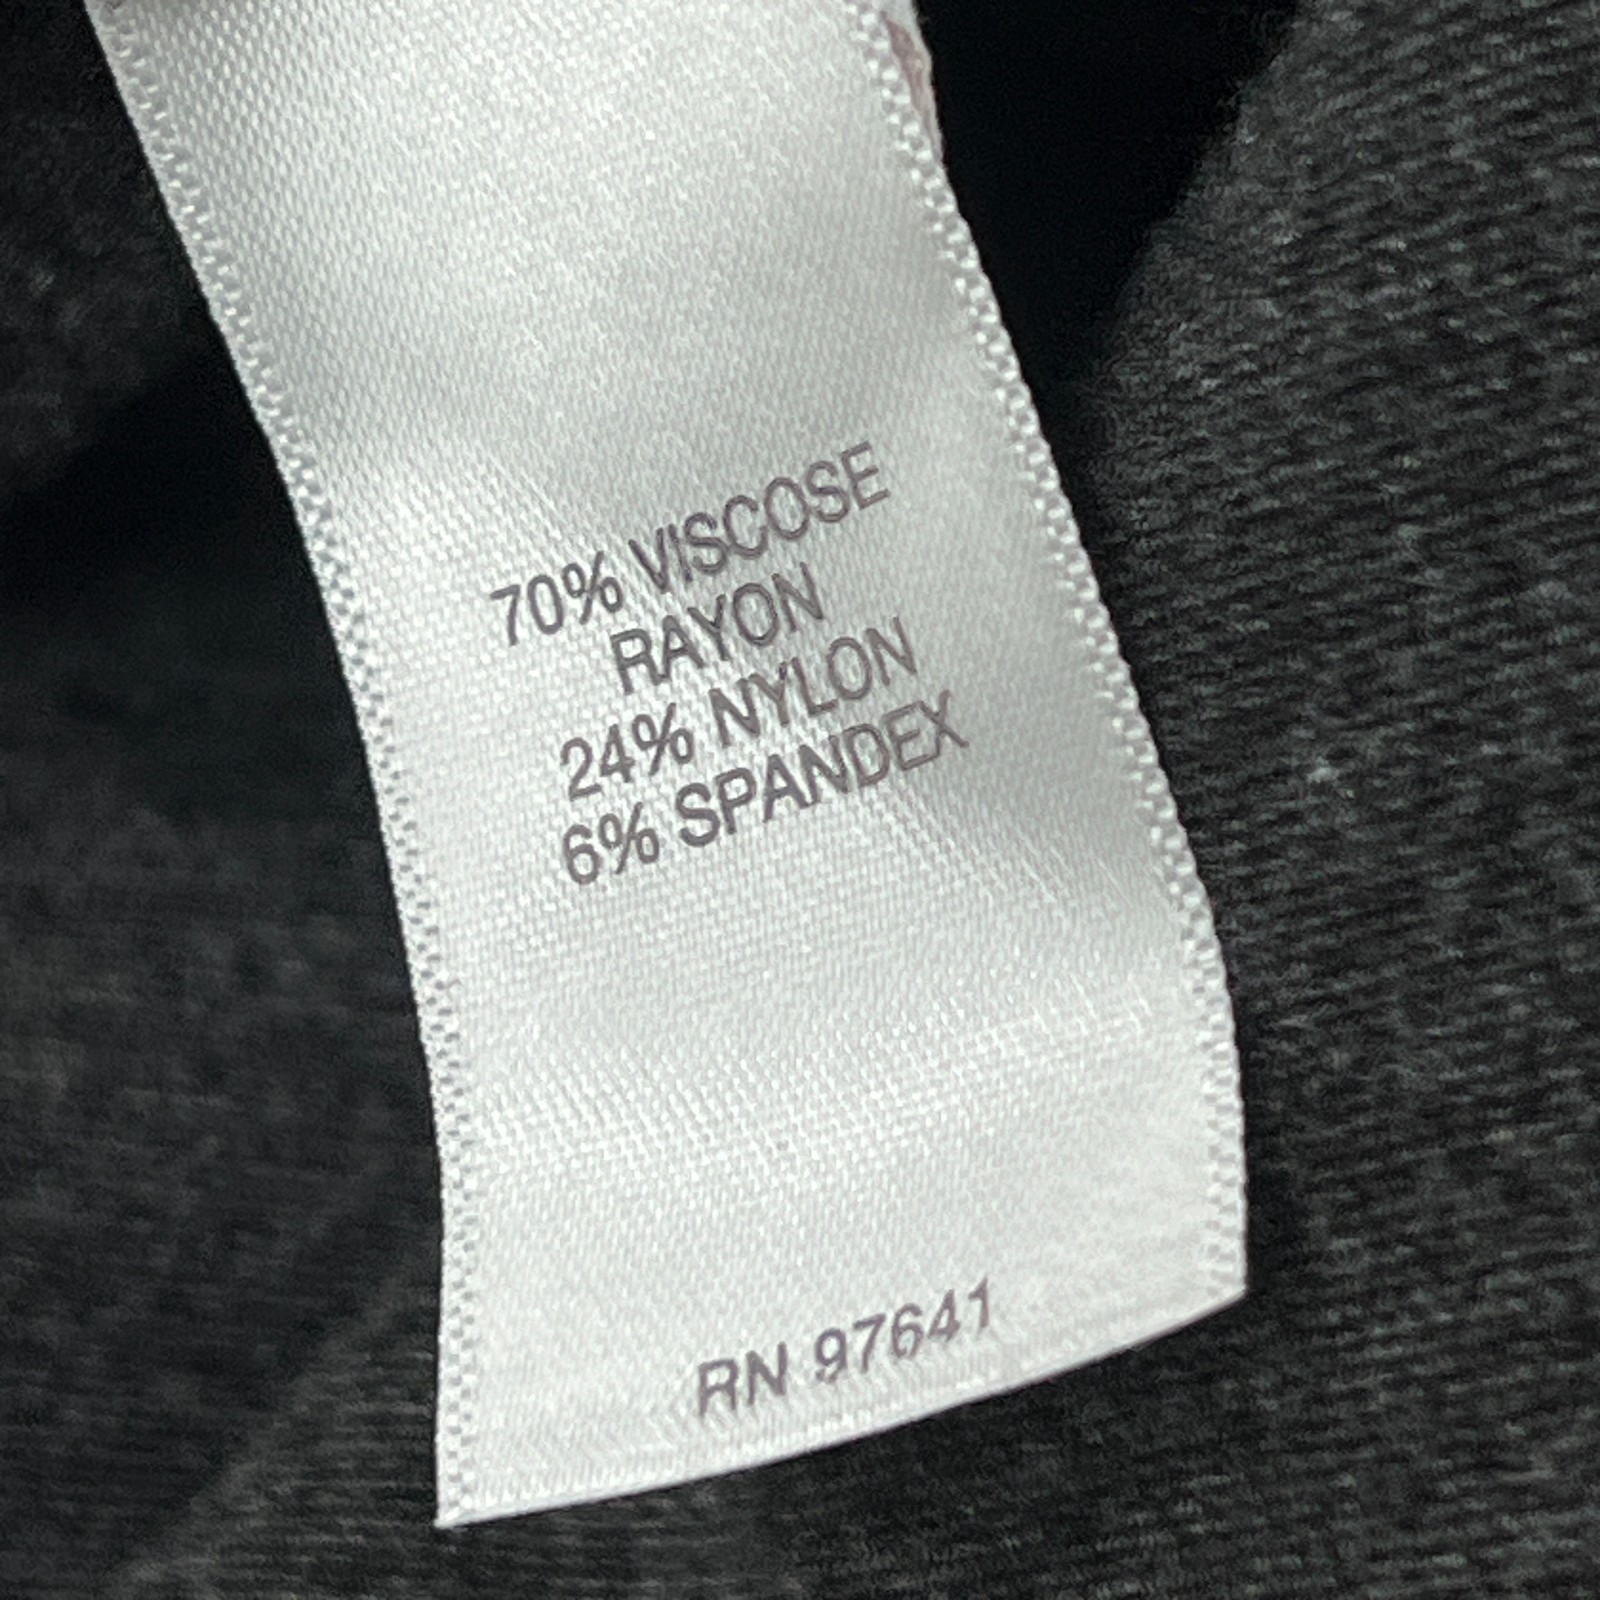 70% VISCOSE
RAYON
24% NYLON
6% SPANDEX
RN 97641